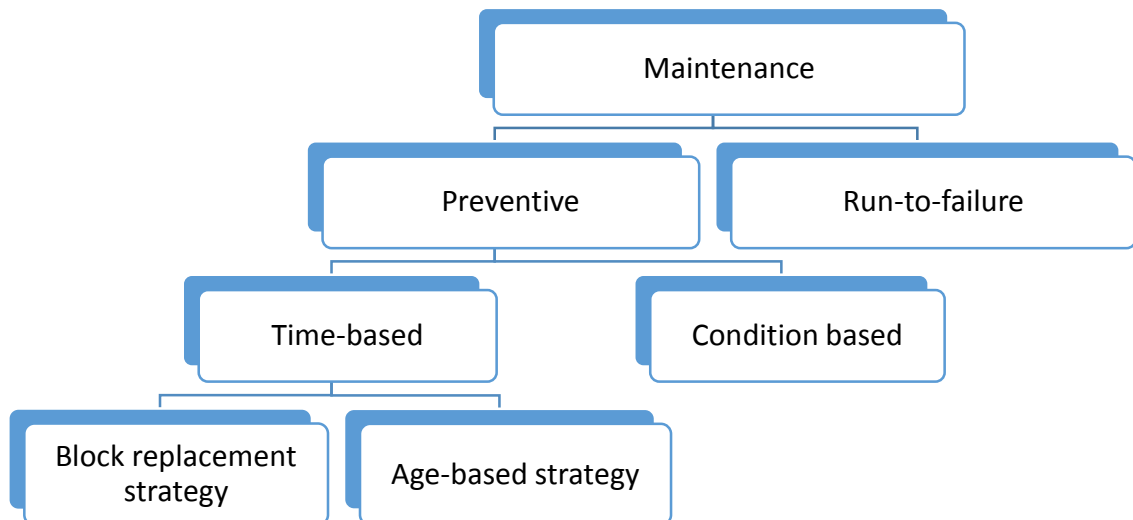 Maintenance
Preventive
Run-to-failure
Time-based
Condition based
Block replacement
strategy
Age-based strategy